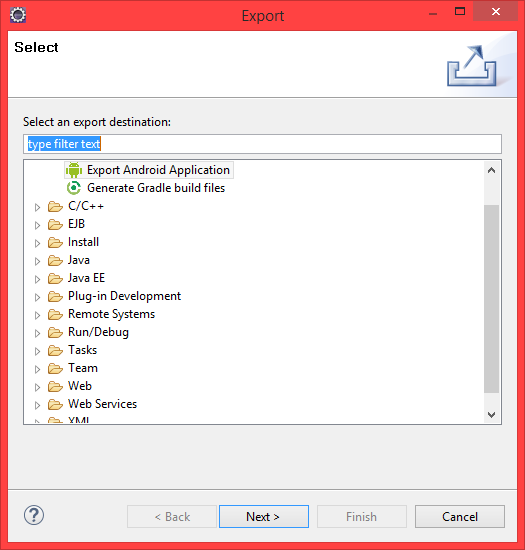 Export
Select
Select an export destination:
type filter text
Export Android Application
Generate Gradle build files
C/C++
EJB
Install
Java
Java EE
Plug-in Development
Remote Systems
Run/Debug
Tasks
Team
Web
Web Services
XML
? < Back Next > Finish Cancel